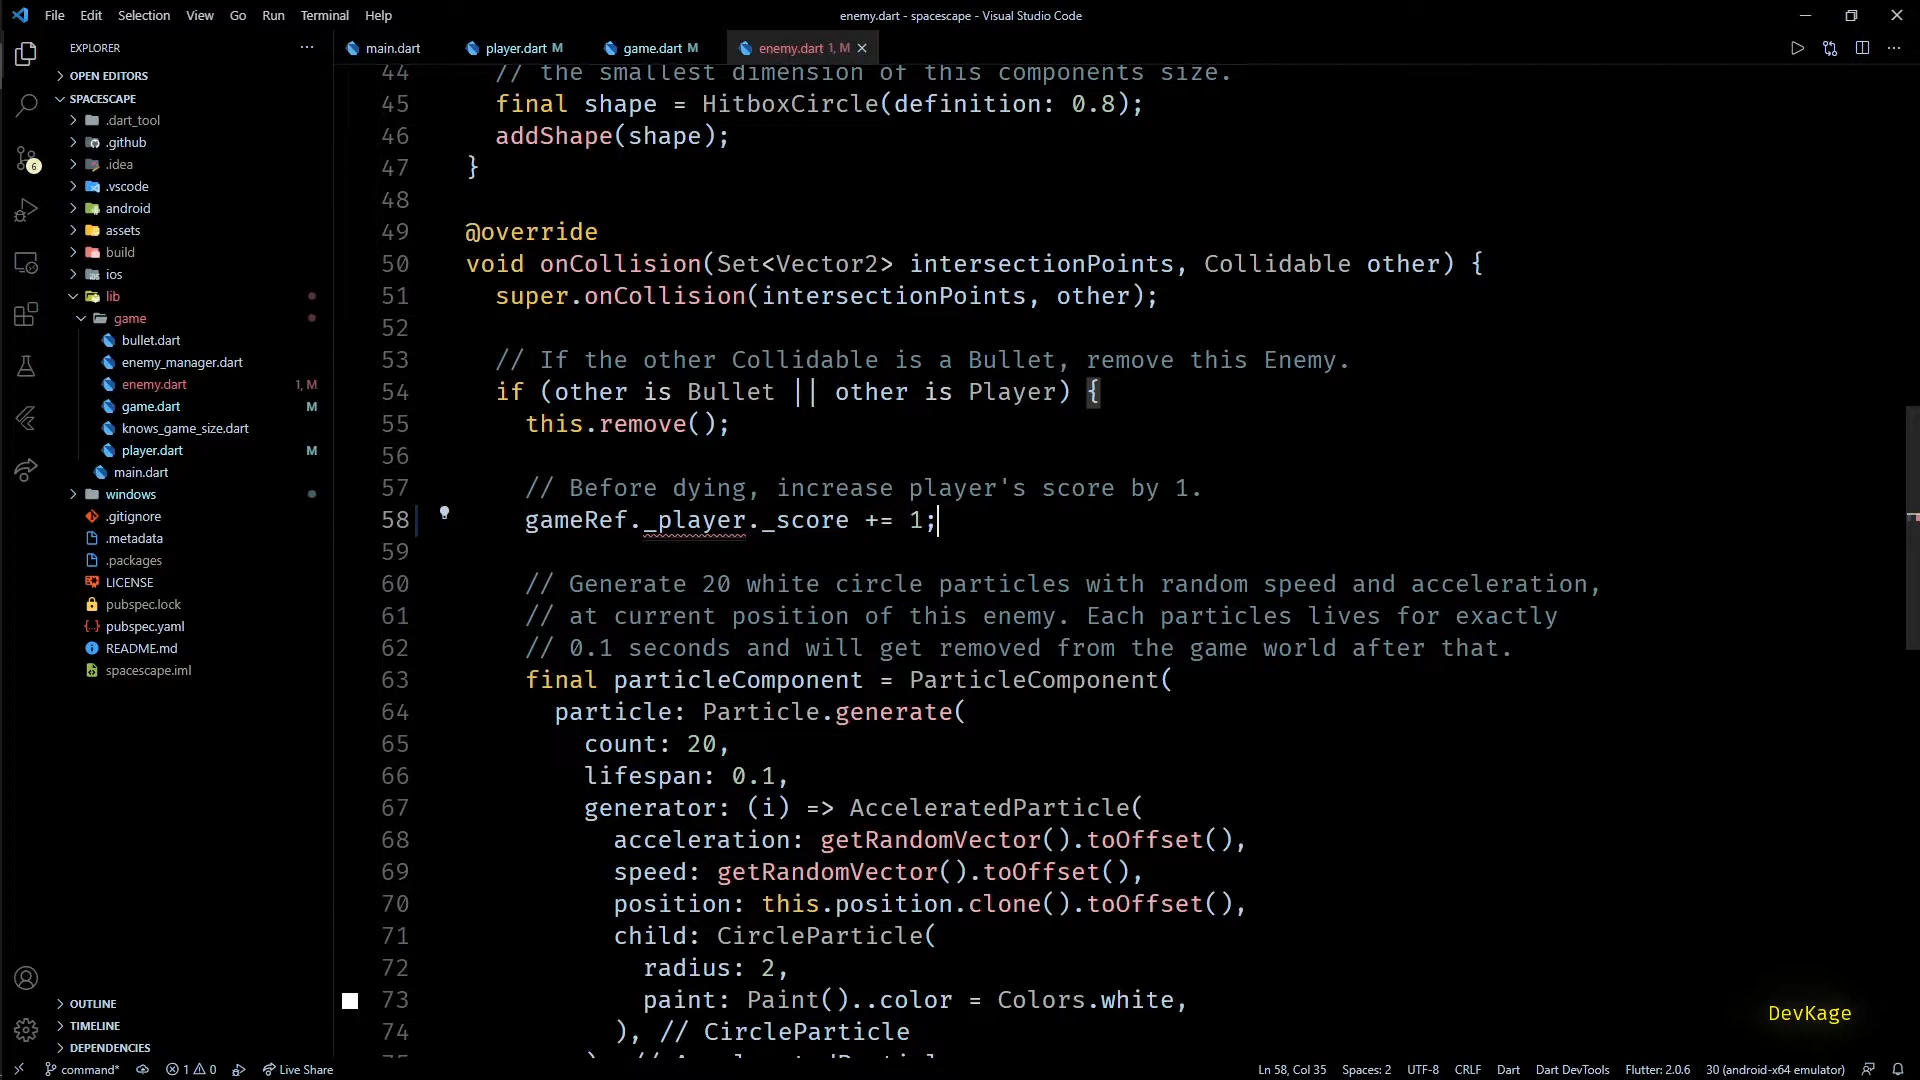 File Edit Selection View Go Run Terminal Help
enemy.dart - spacescape - Visual Studio Code
EXPLORER
main.dart
player.dart M
game.dart M
enemy.dart 1, M
OPEN EDITORS
SPACESCAPE
.dart_tool
.github
.idea
.vscode
android
assets
build
ios
lib
game
bullet.dart
enemy_manager.dart
enemy.dart 1, M
game.dart M
knows_game_size.dart
player.dart M
main.dart
windows
.gitignore
.metadata
.packages
LICENSE
pubspec.lock
pubspec.yaml
README.md
spacescape.iml
OUTLINE
TIMELINE
DEPENDENCIES
6
44 // the smallest dimension of this components size.
45 final shape = HitboxCircle(definition: 0.8);
46 addShape(shape);
47 }
48
49 @override
50 void onCollision(Set<Vector2> intersectionPoints, Collidable other) {
51 super.onCollision(intersectionPoints, other);
52
53 // If the other Collidable is a Bullet, remove this Enemy.
54 if (other is Bullet || other is Player) {
55 this.remove();
56
57 // Before dying, increase player's score by 1.
58 gameRef._player._score += 1;
59
60 // Generate 20 white circle particles with random speed and acceleration,
61 // at current position of this enemy. Each particles lives for exactly
62 // 0.1 seconds and will get removed from the game world after that.
63 final particleComponent = ParticleComponent(
64 particle: Particle.generate(
65 count: 20,
66 lifespan: 0.1,
67 generator: (i) => AcceleratedParticle(
68 acceleration: getRandomVector().toOffset(),
69 speed: getRandomVector().toOffset(),
70 position: this.position.clone().toOffset(),
71 child: CircleParticle(
72 radius: 2,
73 paint: Paint()..color = Colors.white,
74 ), // CircleParticle
DevKage
command* 1 0 Live Share
Ln 58, Col 35 Spaces: 2 UTF-8 CRLF Dart Dart DevTools Flutter: 2.0.6 30 (android-x64 emulator)